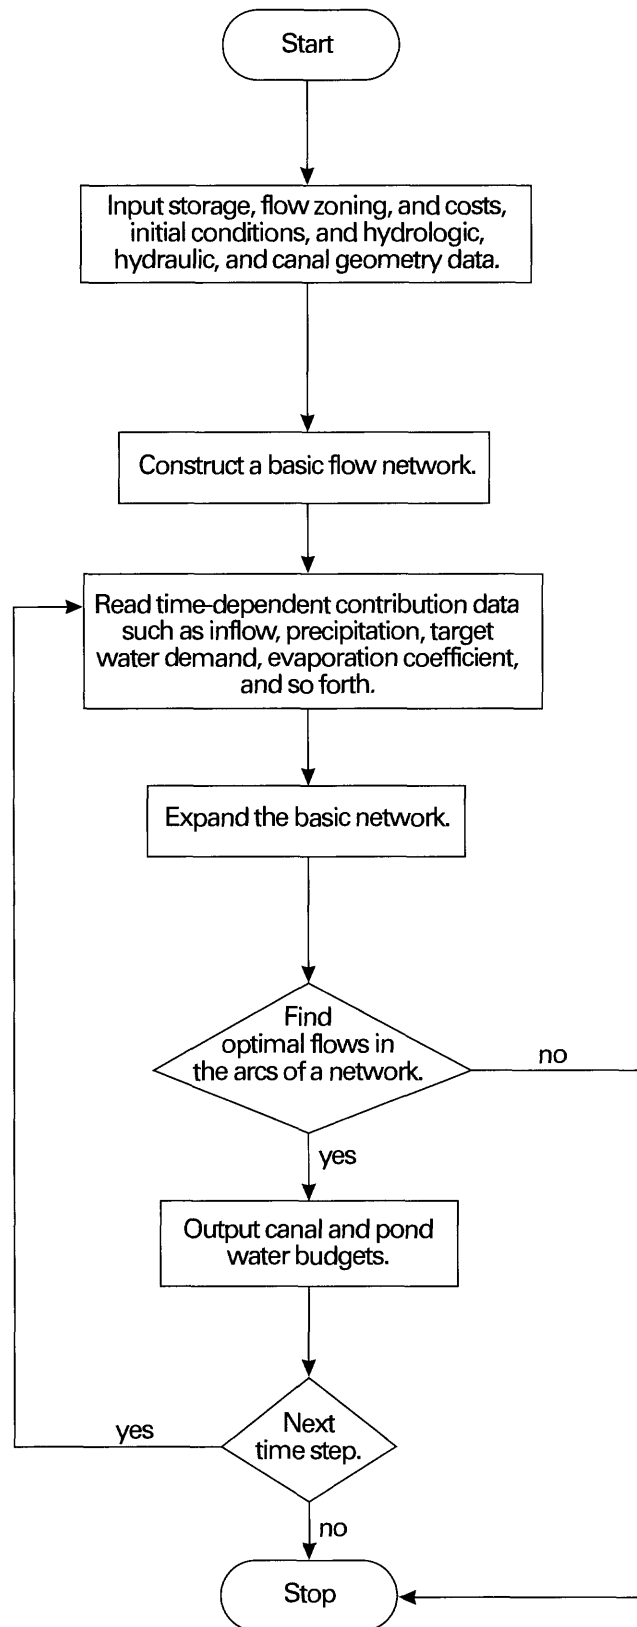 Start
Input storage, flow zoning, and costs,
initial conditions, and hydrologic,
hydraulic, and canal geometry data.
Construct a basic flow network.
Read time-dependent contribution data
such as inflow, precipitation, target
water demand, evaporation coefficient,
and so forth.
Expand the basic network.
Find
optimal flows in
the arcs of a network.
no
yes
Output canal and pond
water budgets.
Next
time step.
yes
no
Stop